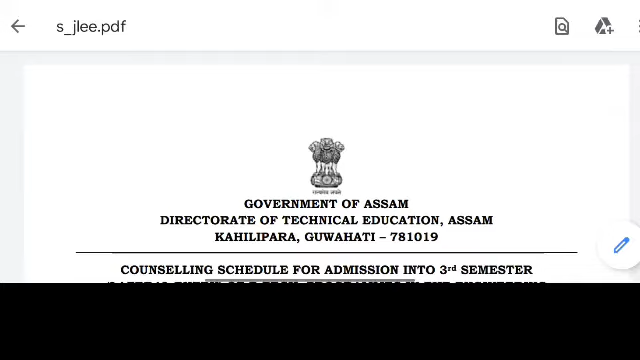 s_jlee.pdf
GOVERNMENT OF ASSAM
DIRECTORATE OF TECHNICAL EDUCATION, ASSAM
KAHILIPARA, GUWAHATI – 781019
COUNSELLING SCHEDULE FOR ADMISSION INTO 3rd SEMESTER